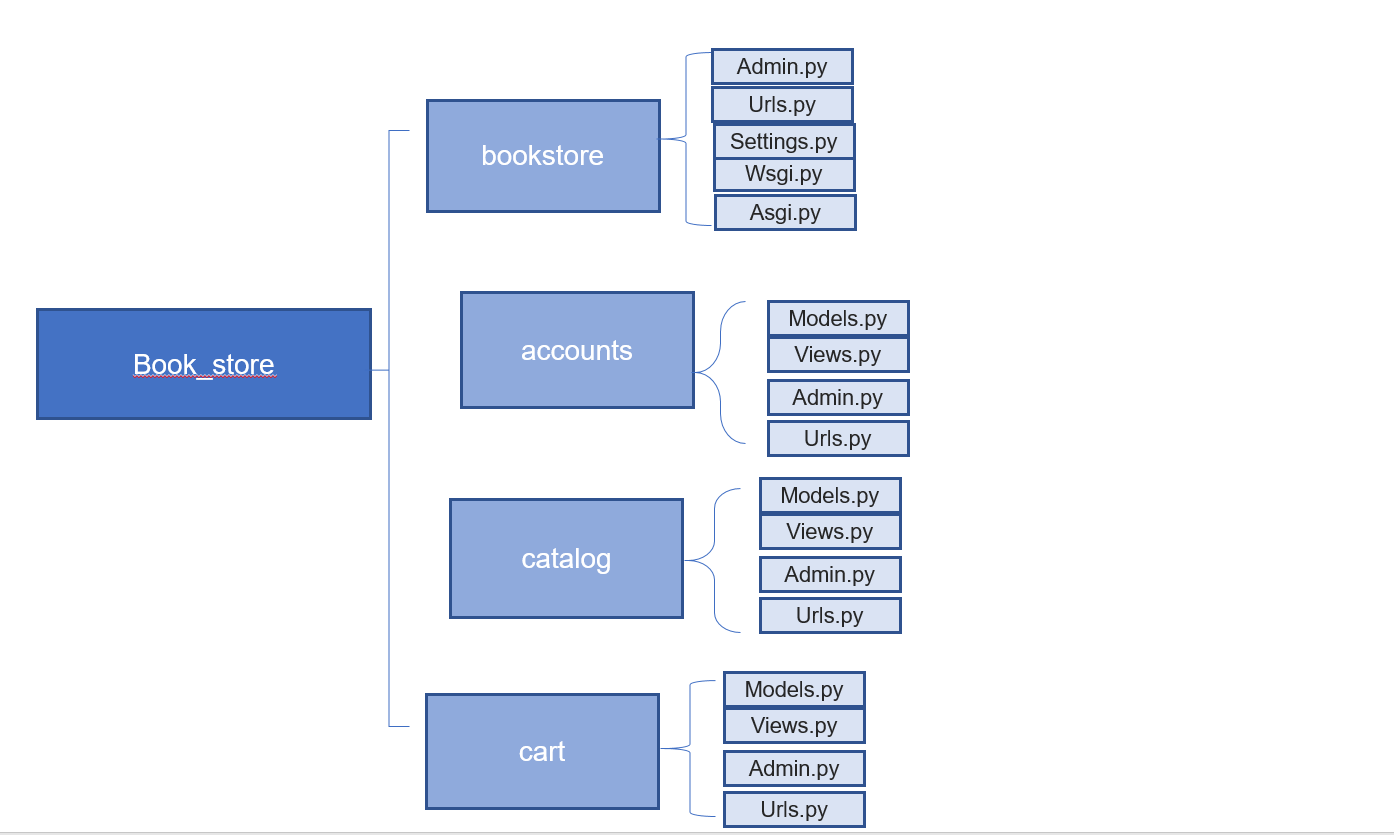 Book_store
bookstore
Admin.py
Urls.py
Settings.py
Wsgi.py
Asgi.py
accounts
Models.py
Views.py
Admin.py
Urls.py
catalog
Models.py
Views.py
Admin.py
Urls.py
cart
Models.py
Views.py
Admin.py
Urls.py